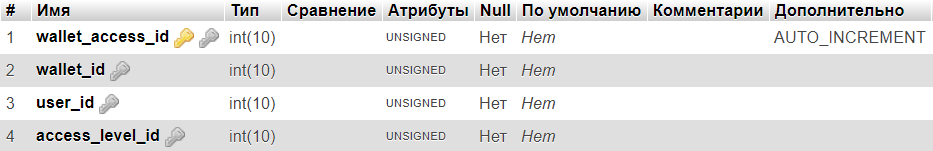 # Имя Тип Сравнение Атрибуты Null По умолчанию Комментарии Дополнительно
1 wallet_access_id int(10) UNSIGNED Нет Нет AUTO_INCREMENT
2 wallet_id int(10) UNSIGNED Нет Нет
3 user_id int(10) UNSIGNED Нет Нет
4 access_level_id int(10) UNSIGNED Нет Нет